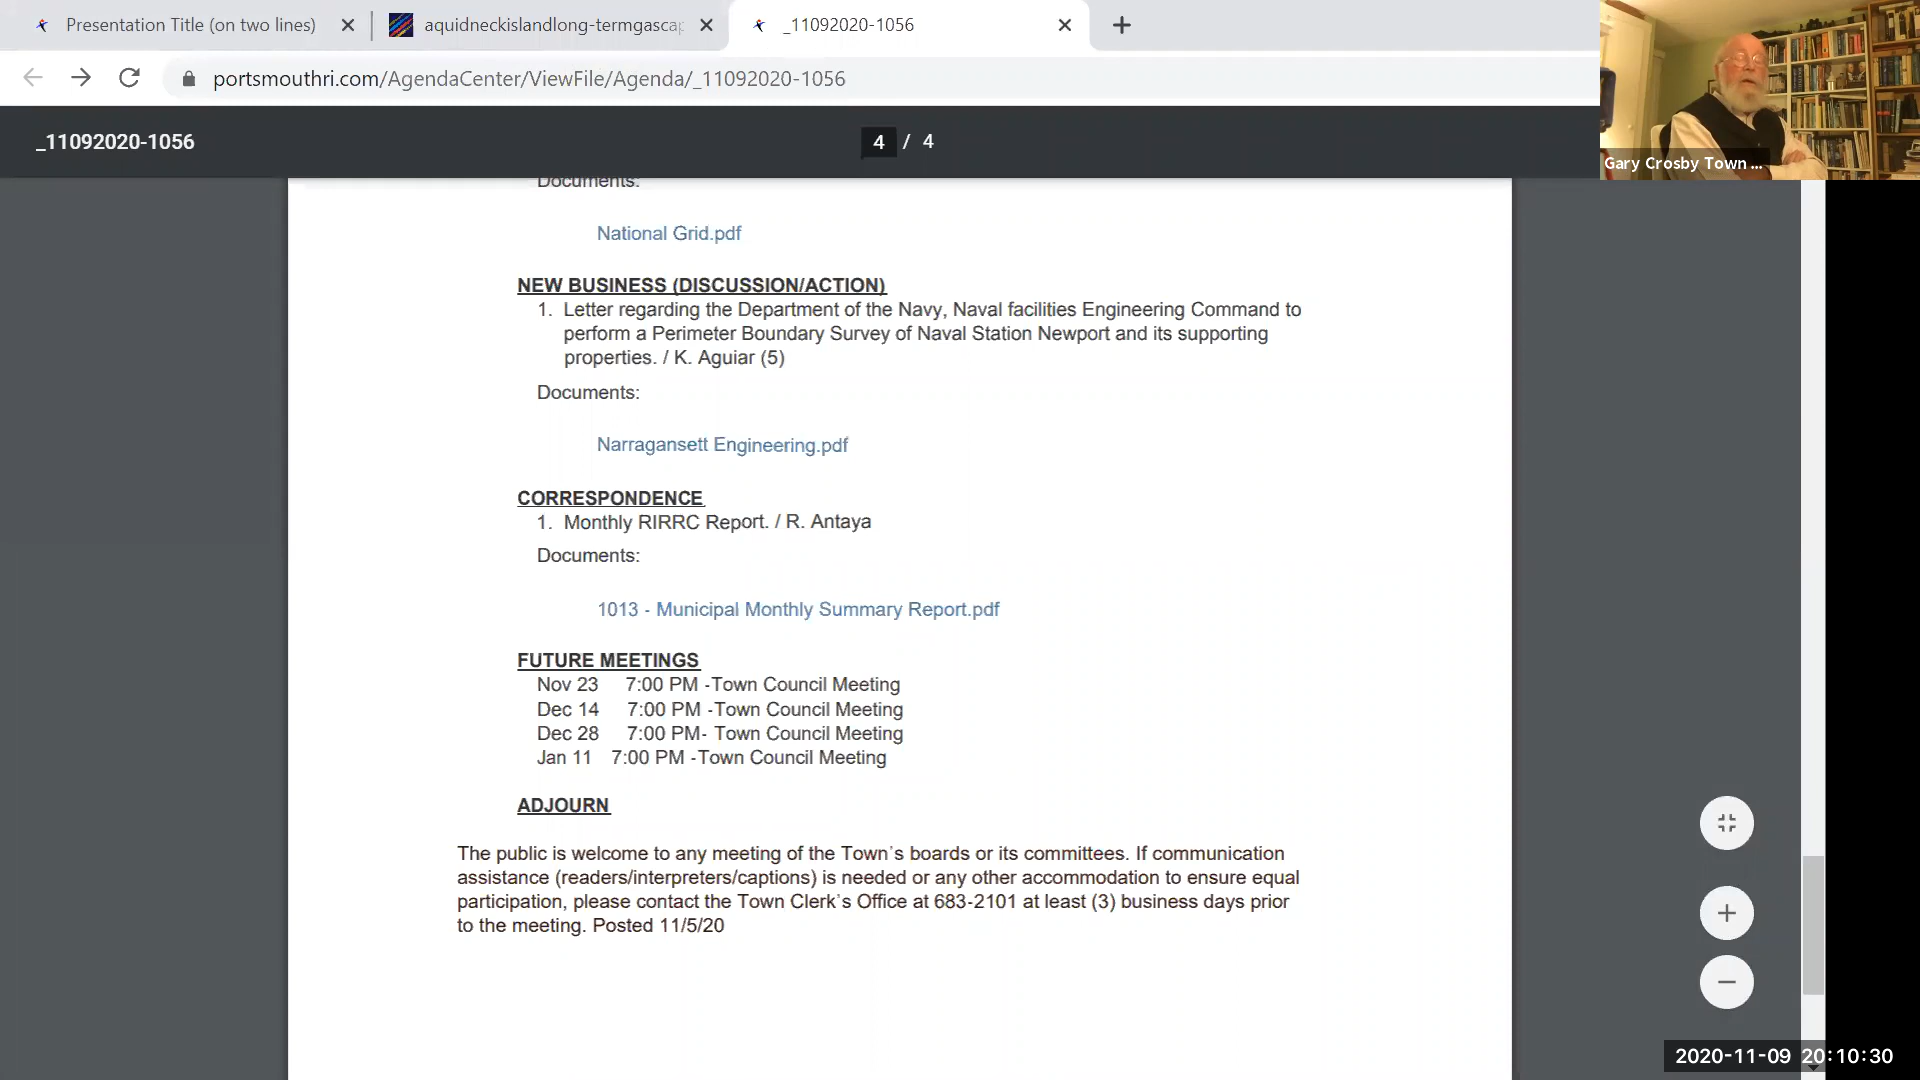 Presentation Title (on two lines)
aquidneckislandlong-termgascap
_11092020-1056
portsmouthri.com/AgendaCenter/ViewFile/Agenda/_11092020-1056
_11092020-1056
4 / 4
Gary Crosby Town ...
Documents:
National Grid.pdf
NEW BUSINESS (DISCUSSION/ACTION)
1. Letter regarding the Department of the Navy, Naval facilities Engineering Command to
perform a Perimeter Boundary Survey of Naval Station Newport and its supporting
properties. / K. Aguiar (5)
Documents:
Narragansett Engineering.pdf
CORRESPONDENCE
1. Monthly RIRRC Report. / R. Antaya
Documents:
1013 - Municipal Monthly Summary Report.pdf
FUTURE MEETINGS
Nov 23 7:00 PM -Town Council Meeting
Dec 14 7:00 PM -Town Council Meeting
Dec 28 7:00 PM- Town Council Meeting
Jan 11 7:00 PM -Town Council Meeting
ADJOURN
The public is welcome to any meeting of the Town's boards or its committees. If communication
assistance (readers/interpreters/captions) is needed or any other accommodation to ensure equal
participation, please contact the Town Clerk's Office at 683-2101 at least (3) business days prior
to the meeting. Posted 11/5/20
2020-11-09 20:10:30